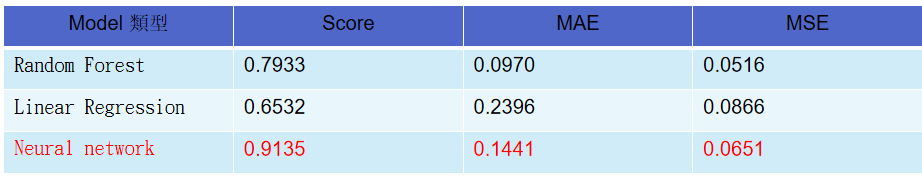 Model 類型 Score MAE MSE
Random Forest 0.7933 0.0970 0.0516
Linear Regression 0.6532 0.2396 0.0866
Neural network 0.9135 0.1441 0.0651